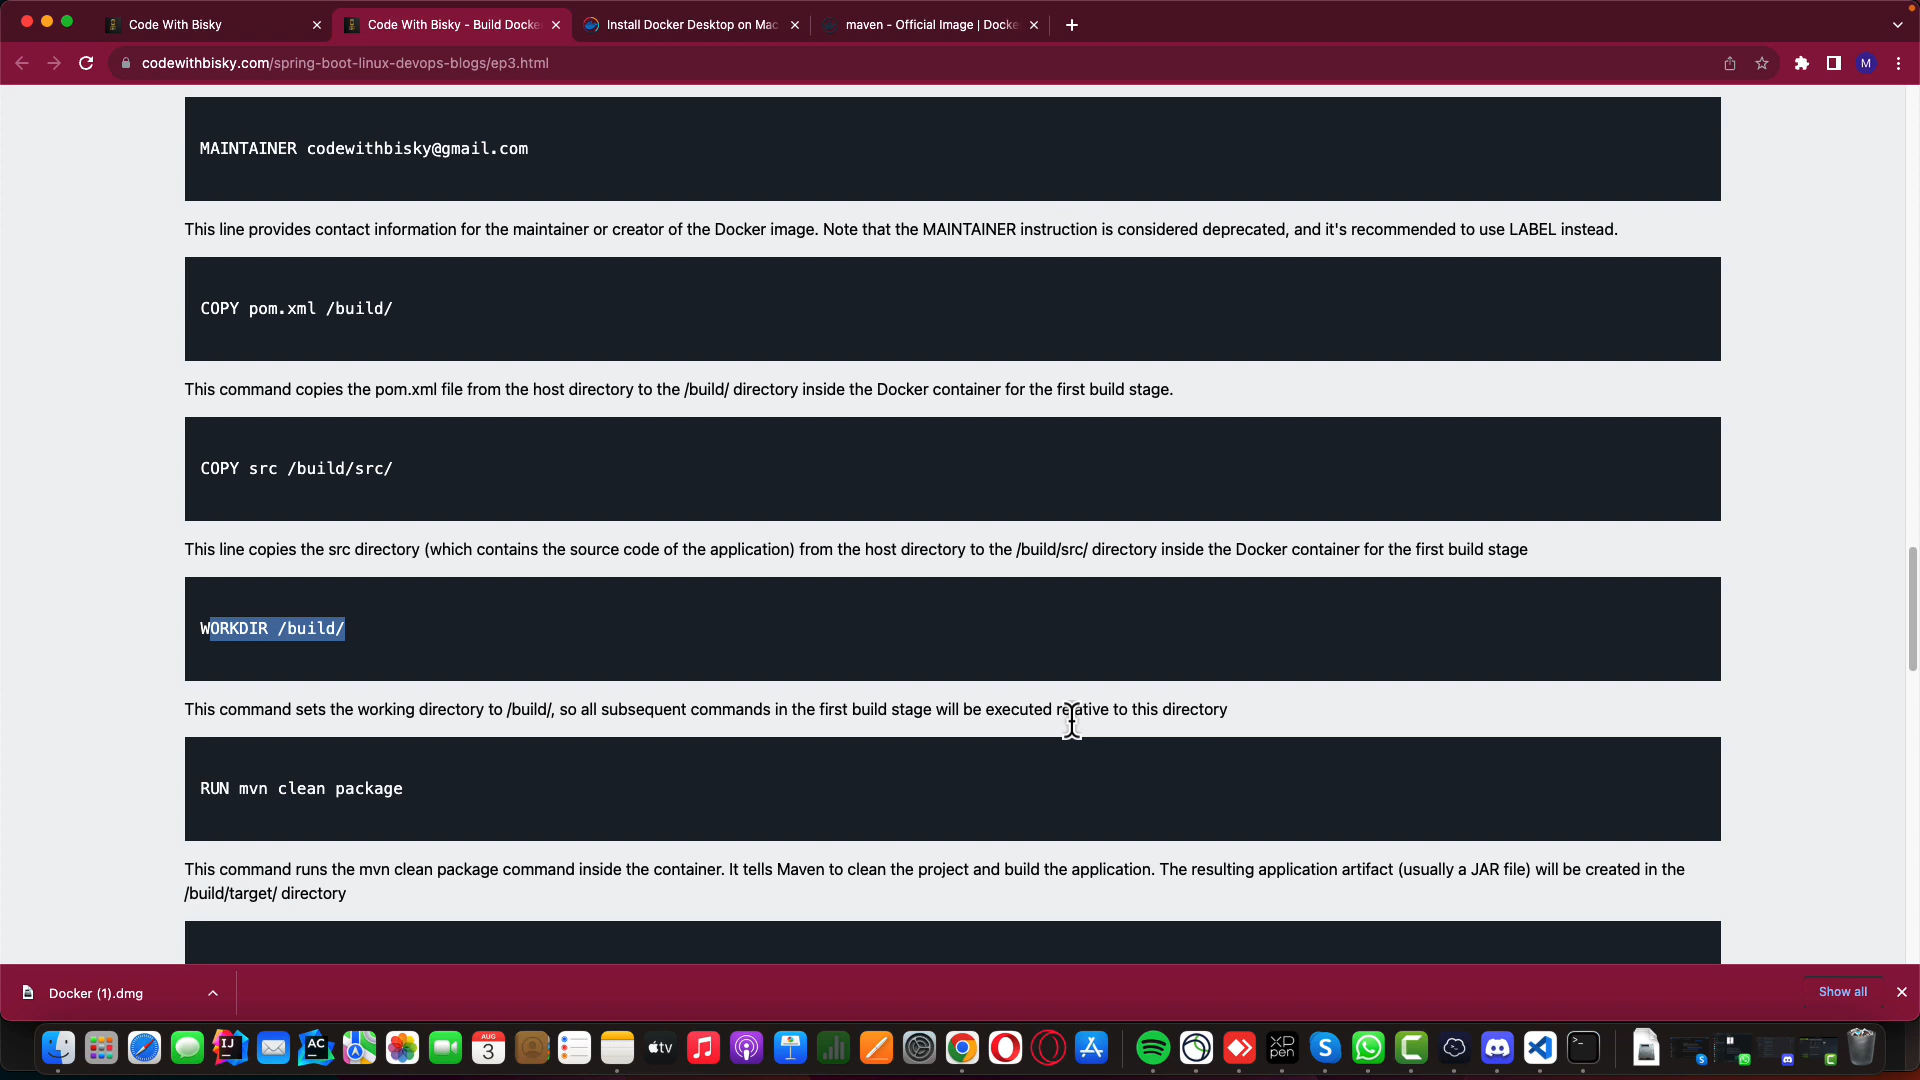 Code With Bisky
Code With Bisky - Build Docke
Install Docker Desktop on Mac
maven - Official Image | Docke
codewithbisky.com/spring-boot-linux-devops-blogs/ep3.html
M
MAINTAINER codewithbisky@gmail.com
This line provides contact information for the maintainer or creator of the Docker image. Note that the MAINTAINER instruction is considered deprecated, and it's recommended to use LABEL instead.
COPY pom.xml /build/
This command copies the pom.xml file from the host directory to the /build/ directory inside the Docker container for the first build stage.
COPY src /build/src/
This line copies the src directory (which contains the source code of the application) from the host directory to the /build/src/ directory inside the Docker container for the first build stage
WORKDIR /build/
This command sets the working directory to /build/, so all subsequent commands in the first build stage will be executed relative to this directory
RUN mvn clean package
This command runs the mvn clean package command inside the container. It tells Maven to clean the project and build the application. The resulting application artifact (usually a JAR file) will be created in the
/build/target/ directory
Docker (1).dmg
Show all
IJ
AC
AUG
3
tv
XP
pen